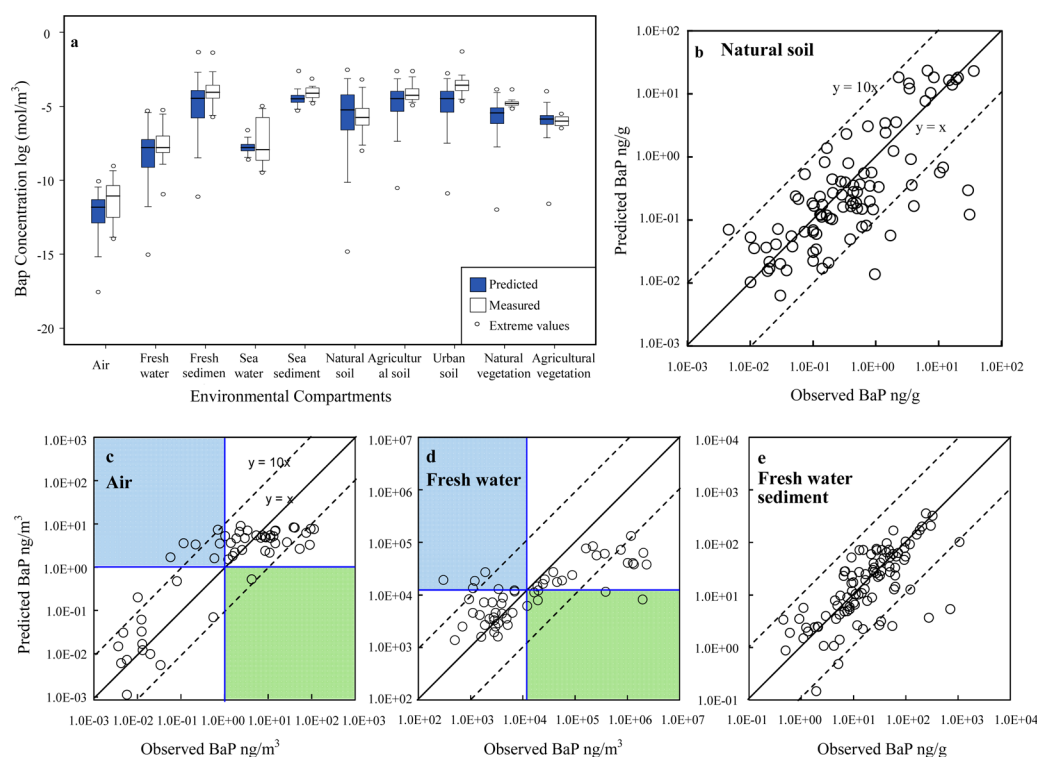 a
0
-5
-10
-15
-20
Bap Concentration log (mol/m³)
Predicted
Measured
Extreme values
Air
Fresh
water
Fresh
sedimen
Sea
water
Sea
sediment
Natural
soil
Agricultur
al soil
Urban
soil
Natural
vegetation
Agricultural
vegetation
Environmental Compartments
b
Natural soil
y = 10x
y = x
1.0E+02
1.0E+01
1.0E+00
1.0E-01
1.0E-02
1.0E-03
Predicted BaP ng/g
1.0E-03
1.0E-02
1.0E-01
1.0E+00
1.0E+01
1.0E+02
Observed BaP ng/g
c
Air
y = 10x
y = x
1.0E+03
1.0E+02
1.0E+01
1.0E+00
1.0E-01
1.0E-02
1.0E-03
Predicted BaP ng/m³
1.0E-03
1.0E-02
1.0E-01
1.0E+00
1.0E+01
1.0E+02
1.0E+03
Observed BaP ng/m³
d
Fresh water
1.0E+07
1.0E+06
1.0E+05
1.0E+04
1.0E+03
1.0E+02
1.0E+02
1.0E+03
1.0E+04
1.0E+05
1.0E+06
1.0E+07
Observed BaP ng/m³
e
Fresh water
sediment
1.0E+04
1.0E+03
1.0E+02
1.0E+01
1.0E+00
1.0E-01
1.0E-01
1.0E+00
1.0E+01
1.0E+02
1.0E+03
1.0E+04
Observed BaP ng/g